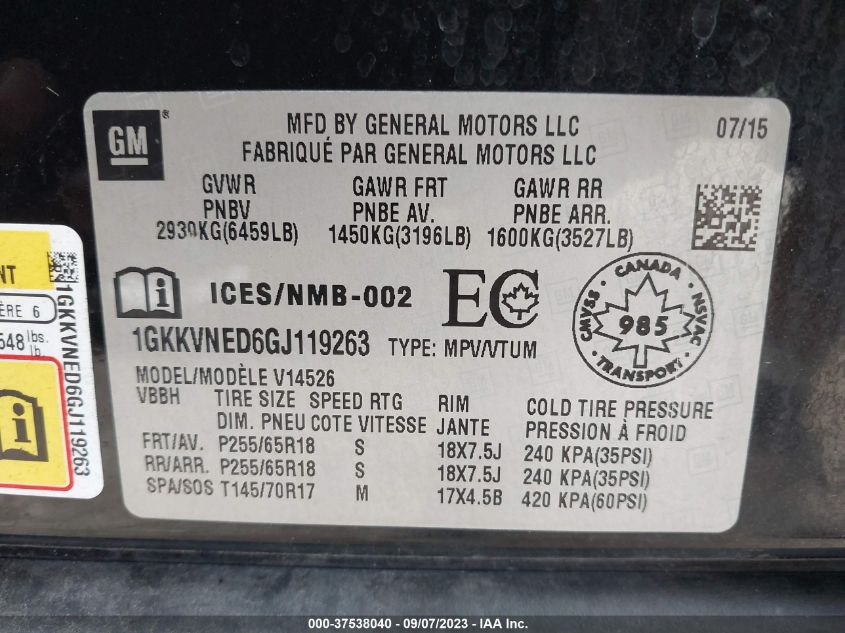 GM
®
MFD BY GENERAL MOTORS LLC
07/15
FABRIQUÉ PAR GENERAL MOTORS LLC
GVWR GAWR FRT GAWR RR
PNBV PNBE AV. PNBE ARR.
2930KG(6459LB) 1450KG(3196LB) 1600KG(3527LB)
ICES/NMB-002 EC
CANADA
CMVSS NSVAC
985
TRANSPORT
1GKKVNED6GJ119263 TYPE: MPV/VTUM
MODEL/MODÈLE V14526
VBBH TIRE SIZE SPEED RTG RIM COLD TIRE PRESSURE
DIM. PNEU COTE VITESSE JANTE PRESSION À FROID
FRT/AV. P255/65R18 S 18X7.5J 240 KPA(35PSI)
RR/ARR. P255/65R18 S 18X7.5J 240 KPA(35PSI)
SPA/SOS T145/70R17 M 17X4.5B 420 KPA(60PSI)
6
lbs.
lb.
1GKKVNED6GJ119263
000-37538040 - 09/07/2023 - IAA Inc.